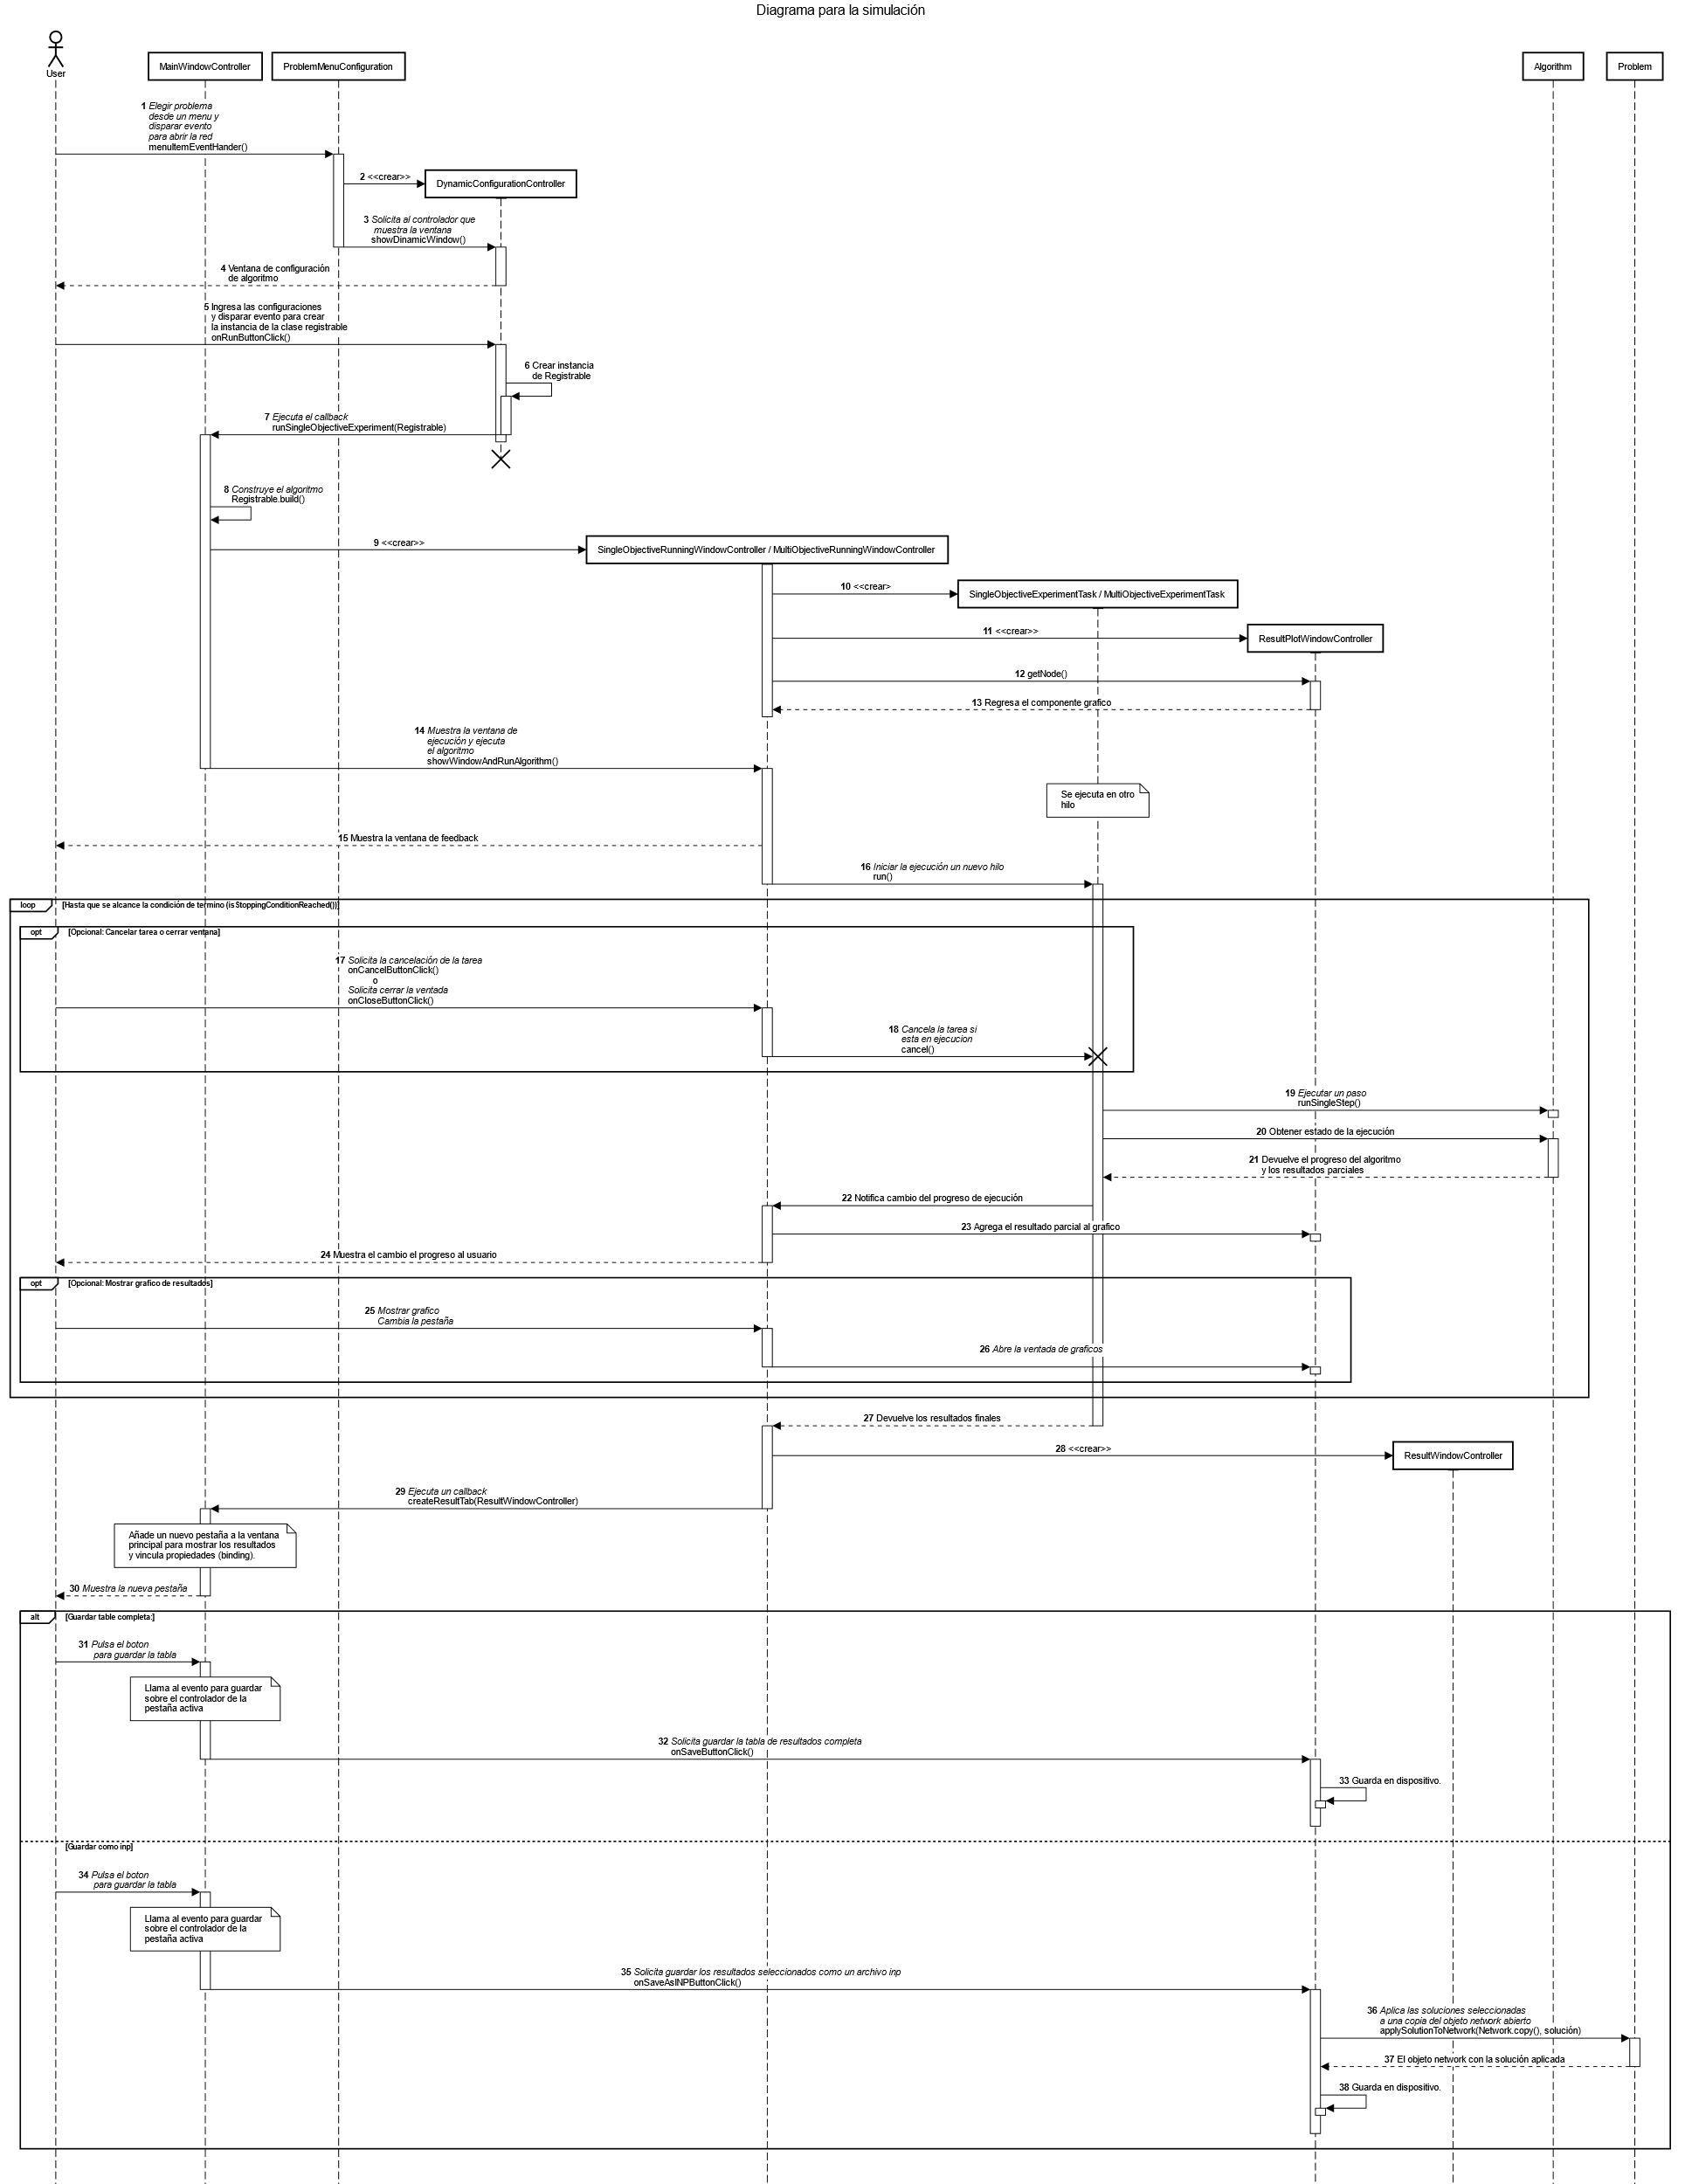 Diagrama para la simulación
User
MainWindowController
ProblemMenuConfiguration
Algorithm
Problem
1 Elegir problema
desde un menu y
disparar evento
para abrir la red
menuItemEventHander()
2 <<crear>>
DynamicConfigurationController
3 Solicita al controlador que
muestra la ventana
showDinamicWindow()
4 Ventana de configuración
de algoritmo
5 Ingresa las configuraciones
y disparar evento para crear
la instancia de la clase registrable
onRunButtonClick()
6 Crear instancia
de Registrable
7 Ejecuta el callback
runSingleObjectiveExperiment(Registrable)
8 Construye el algoritmo
Registrable.build()
9 <<crear>>
SingleObjectiveRunningWindowController / MultiObjectiveRunningWindowController
10 <<crear>
SingleObjectiveExperimentTask / MultiObjectiveExperimentTask
11 <<crear>>
ResultPlotWindowController
12 getNode()
13 Regresa el componente grafico
14 Muestra la ventana de
ejecución y ejecuta
el algoritmo
showWindowAndRunAlgorithm()
Se ejecuta en otro
hilo
15 Muestra la ventana de feedback
16 Iniciar la ejecución un nuevo hilo
run()
loop [Hasta que se alcance la condición de termino (isStoppingConditionReached())]
opt [Opcional: Cancelar tarea o cerrar ventana]
17 Solicita la cancelación de la tarea
onCancelButtonClick()
o
Solicita cerrar la ventada
onCloseButtonClick()
18 Cancela la tarea si
esta en ejecucion
cancel()
19 Ejecutar un paso
runSingleStep()
20 Obtener estado de la ejecución
21 Devuelve el progreso del algoritmo
y los resultados parciales
22 Notifica cambio del progreso de ejecución
23 Agrega el resultado parcial al grafico
24 Muestra el cambio el progreso al usuario
opt [Opcional: Mostrar grafico de resultados]
25 Mostrar grafico
Cambia la pestaña
26 Abre la ventada de graficos
27 Devuelve los resultados finales
28 <<crear>>
ResultWindowController
29 Ejecuta un callback
createResultTab(ResultWindowController)
Añade un nuevo pestaña a la ventana
principal para mostrar los resultados
y vincula propiedades (binding).
30 Muestra la nueva pestaña
alt [Guardar table completa:]
31 Pulsa el boton
para guardar la tabla
Llama al evento para guardar
sobre el controlador de la
pestaña activa
32 Solicita guardar la tabla de resultados completa
onSaveButtonClick()
33 Guarda en dispositivo.
[Guardar como inp]
34 Pulsa el boton
para guardar la tabla
Llama al evento para guardar
sobre el controlador de la
pestaña activa
35 Solicita guardar los resultados seleccionados como un archivo inp
onSaveAsINPButtonClick()
36 Aplica las soluciones seleccionadas
a una copia del objeto network abierto
applySolutionToNetwork(Network.copy(), solución)
37 El objeto network con la solución aplicada
38 Guarda en dispositivo.